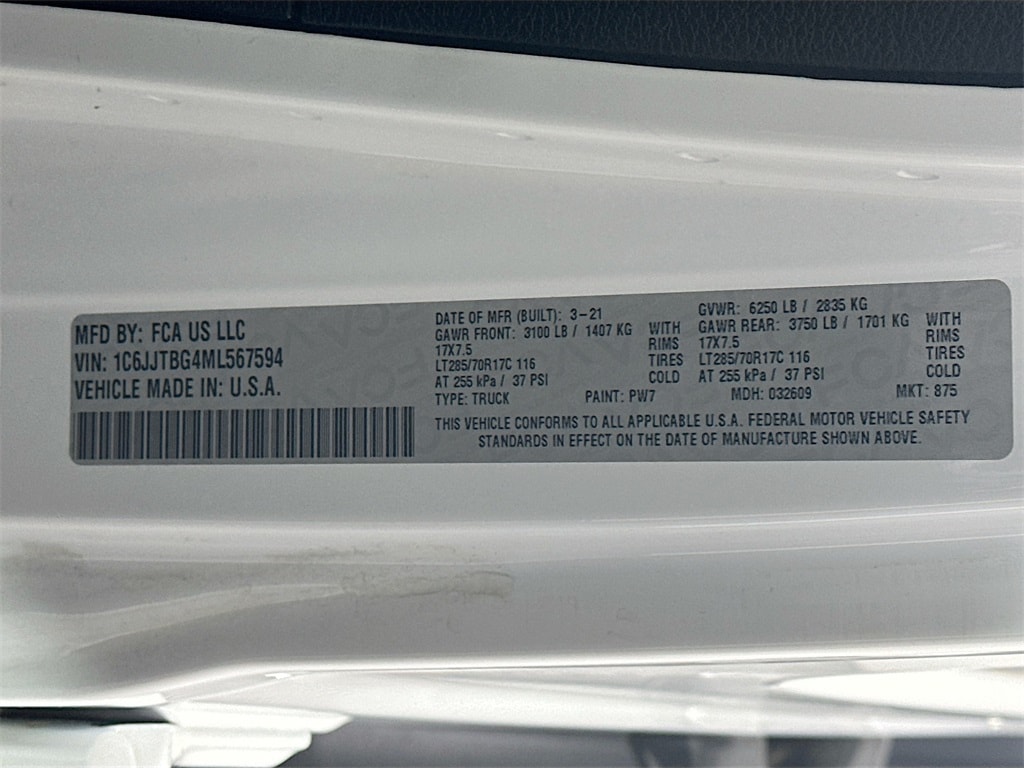 MFD BY: FCA US LLC
VIN: 1C6JJTBG4ML567594
VEHICLE MADE IN: U.S.A.
DATE OF MFR (BUILT): 3-21
GAWR FRONT: 3100 LB / 1407 KG WITH
17X7.5 RIMS
LT285/70R17C 116 TIRES
AT 255 kPa / 37 PSI COLD
GVWR: 6250 LB / 2835 KG
GAWR REAR: 3750 LB / 1701 KG WITH
17X7.5 RIMS
LT285/70R17C 116 TIRES
AT 255 kPa / 37 PSI COLD
TYPE: TRUCK PAINT: PW7 MDH: 032609 MKT: 875
THIS VEHICLE CONFORMS TO ALL APPLICABLE U.S.A. FEDERAL MOTOR VEHICLE SAFETY
STANDARDS IN EFFECT ON THE DATE OF MANUFACTURE SHOWN ABOVE.